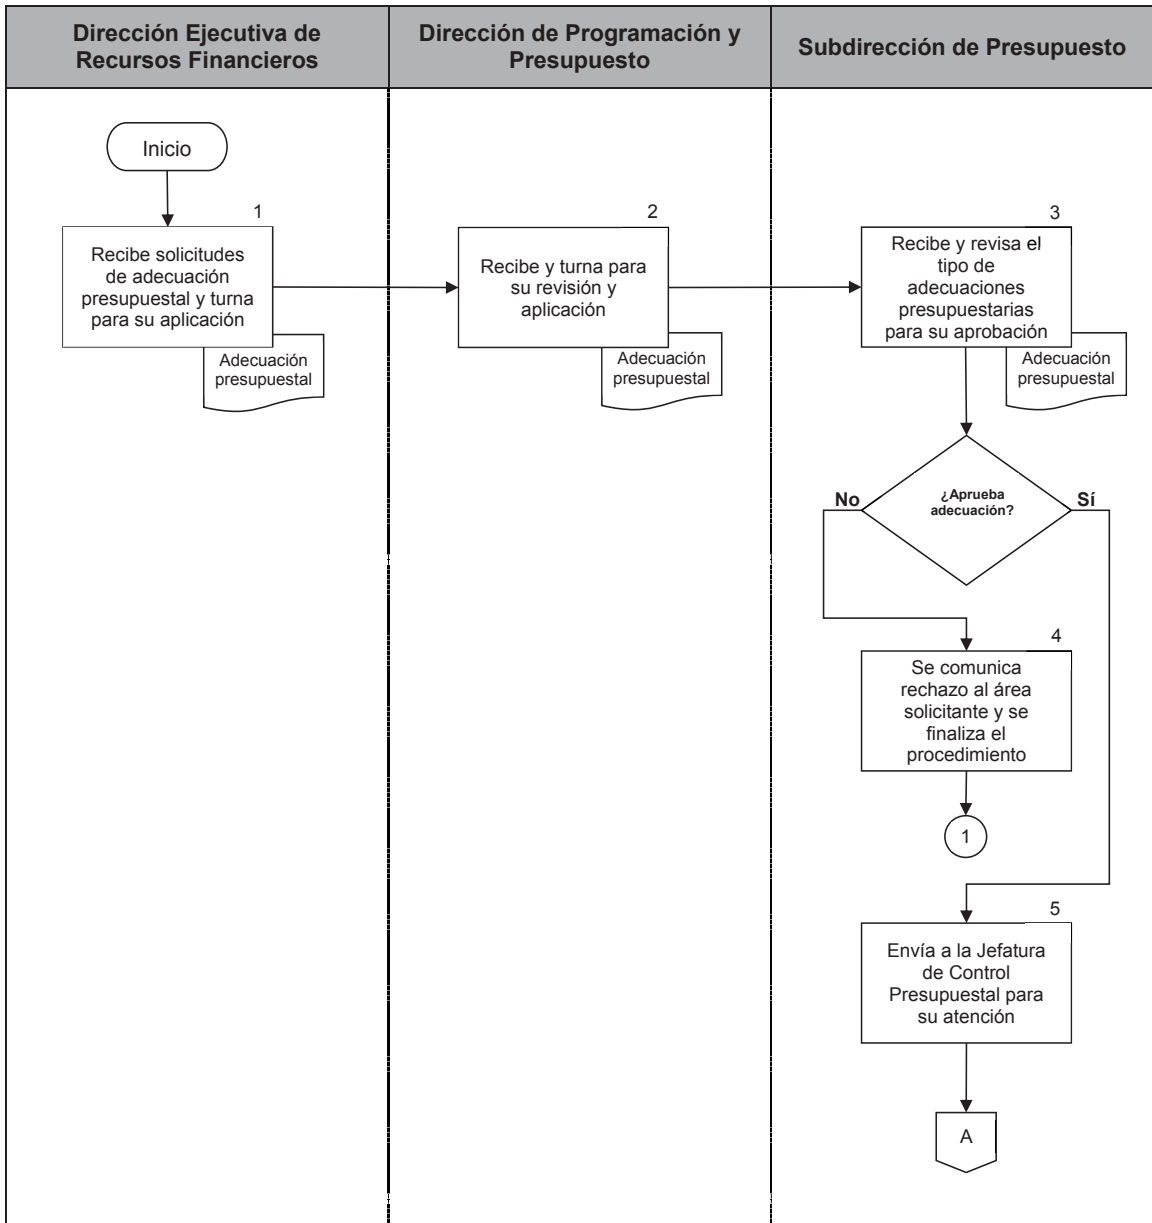 Dirección Ejecutiva de
Recursos Financieros
Dirección de Programación y
Presupuesto
Subdirección de Presupuesto
Inicio
1
Recibe solicitudes
de adecuación
presupuestal y turna
para su aplicación
Adecuación
presupuestal
2
Recibe y turna para
su revisión y
aplicación
Adecuación
presupuestal
3
Recibe y revisa el
tipo de
adecuaciones
presupuestarias
para su aprobación
Adecuación
presupuestal
¿Aprueba
adecuación?
No
Sí
4
Se comunica
rechazo al área
solicitante y se
finaliza el
procedimiento
1
5
Envía a la Jefatura
de Control
Presupuestal para
su atención
A